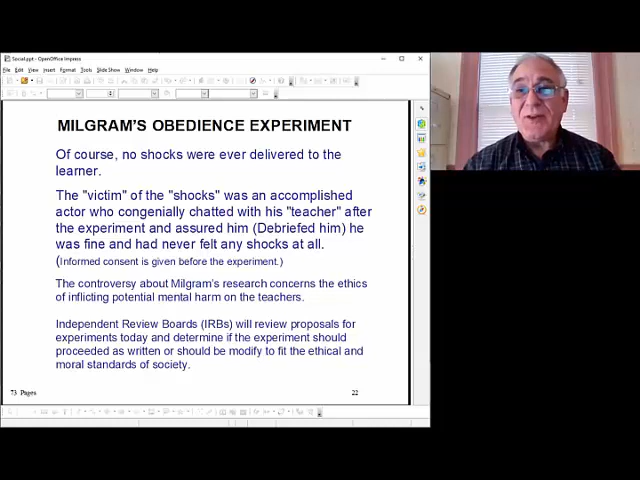 Social.ppt - OpenOffice Impress
File Edit View Insert Format Tools Slide Show Window Help
MILGRAM'S OBEDIENCE EXPERIMENT
Of course, no shocks were ever delivered to the
learner.
The "victim" of the "shocks" was an accomplished
actor who congenially chatted with his "teacher" after
the experiment and assured him (Debriefed him) he
was fine and had never felt any shocks at all.
(Informed consent is given before the experiment.)
The controversy about Milgram's research concerns the ethics
of inflicting potential mental harm on the teachers.
Independent Review Boards (IRBs) will review proposals for
experiments today and determine if the experiment should
proceeded as written or should be modify to fit the ethical and
moral standards of society.
73 Pages
22